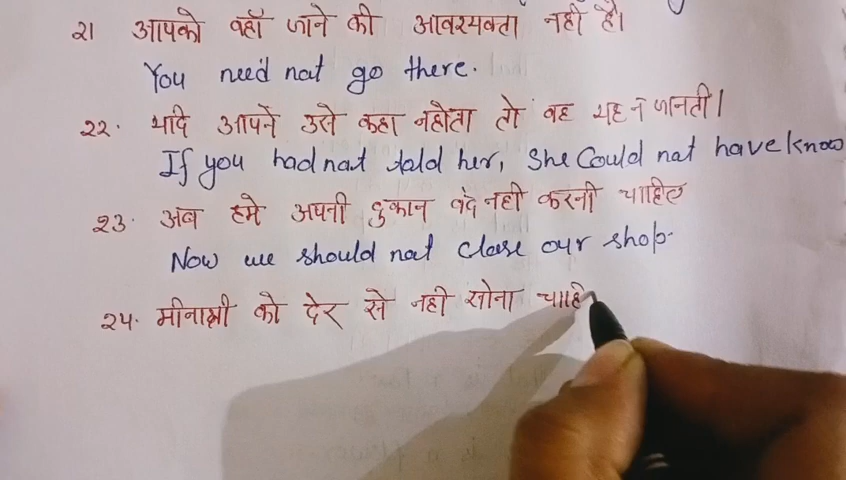 २१ आपको वहाँ जाने की आवश्यकता नही है।
You need not go there.
२२. यदि आपने उसे कहा नहोता तो वह यह न जानती।
If you had not told her, She Could not have know
२३. अब हमे अपनी दुकान बंद नही करनी चाहिए
Now we should not close our shop.
२४. मीनाक्षी को देर से नही सोना चाहि